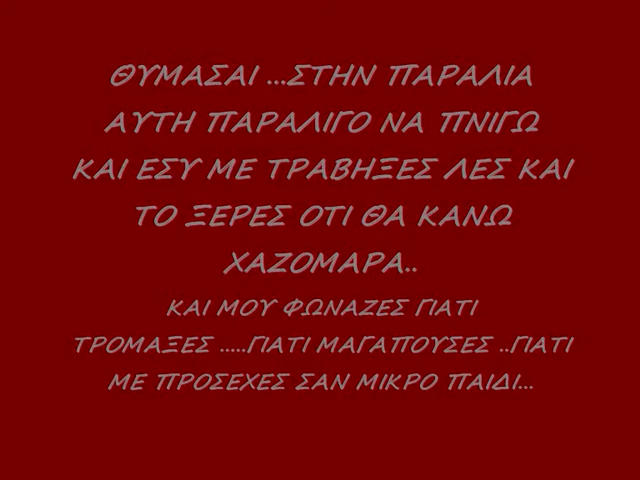 ΘΥΜΑΣΑΙ ...ΣΤΗΝ ΠΑΡΑΛΙΑ
ΑΥΤΗ ΠΑΡΑΛΙΓΟ ΝΑ ΠΝΙΓΩ
ΚΑΙ ΕΣΥ ΜΕ ΤΡΑΒΗΞΕΣ ΛΕΣ ΚΑΙ
ΤΟ ΞΕΡΕΣ ΟΤΙ ΘΑ ΚΑΝΩ
ΧΑΖΟΜΑΡΑ..
ΚΑΙ ΜΟΥ ΦΩΝΑΖΕΣ ΓΙΑΤΙ
ΤΡΟΜΑΞΕΣ .....ΓΙΑΤΙ ΜΑΓΑΠΟΥΣΕΣ ..ΓΙΑΤΙ
ΜΕ ΠΡΟΣΕΧΕΣ ΣΑΝ ΜΙΚΡΟ ΠΑΙΔΙ...